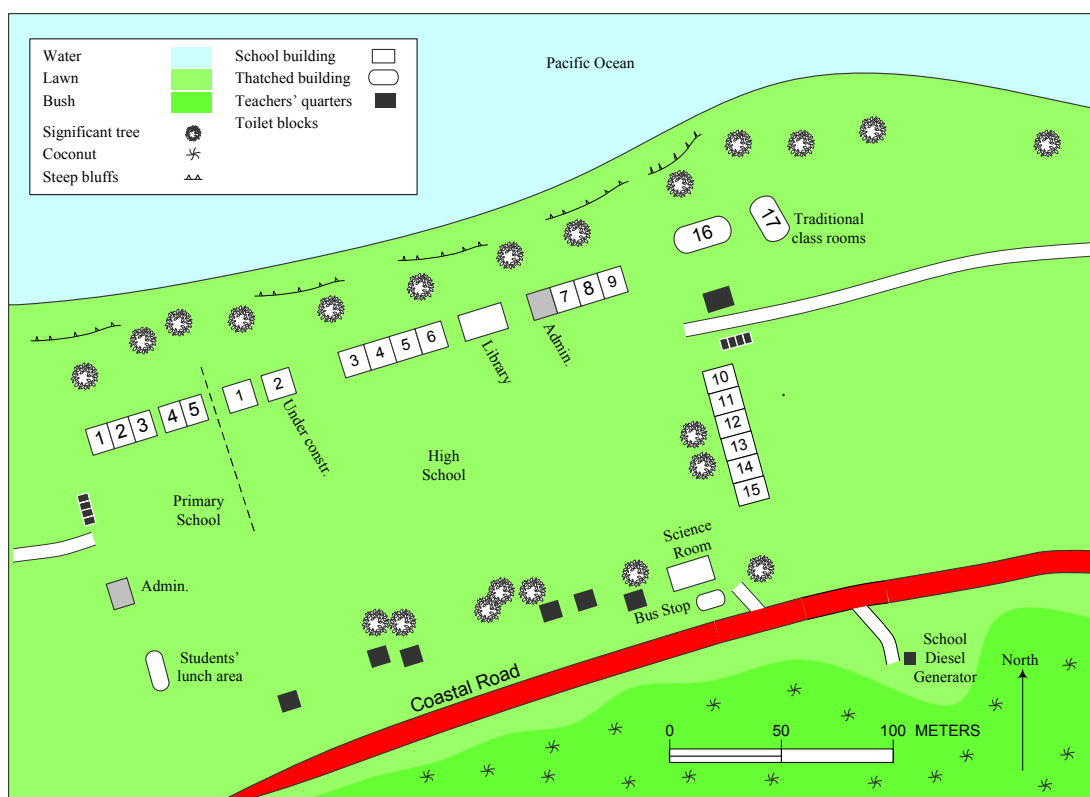 Pacific Ocean
Water
Lawn
Bush
Significant tree
Coconut
Steep bluffs
School building
Thatched building
Teachers' quarters
Toilet blocks
16
17
Traditional
class rooms
7
8
9
Admin.
Library
3
4
5
6
1
2
Under constr.
1
2
3
4
5
10
11
12
13
14
15
High
School
Primary
School
Science
Room
Admin.
Bus Stop
Students'
lunch area
Coastal Road
School
Diesel
Generator
North
0
50
100
METERS